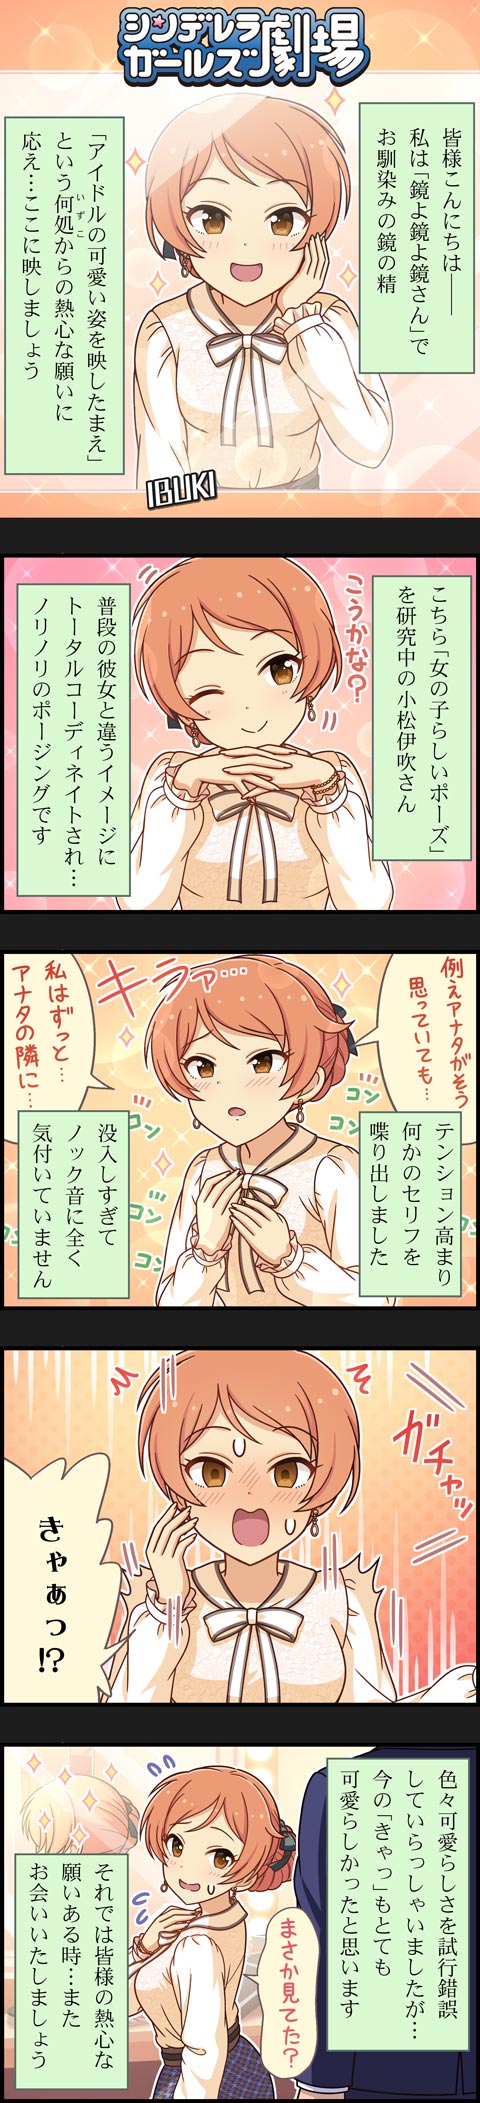 シンデレラ
ガールズ劇場
皆様こんにちは――
私は「鏡よ鏡よ鏡さん」で
お馴染みの鏡の精
「アイドルの可愛い姿を映したまえ」
という何処からの熱心な願いに
いずこ
応え…ここに映しましょう
IBUKI
こちら「女の子らしいポーズ」
を研究中の小松伊吹さん
こうかな?
普段の彼女と違うイメージに
トータルコーディネイトされ…
ノリノリのポージングです
例えアナタがそう
思っていても…
キラァ…
私はずっと…
アナタの隣に…
テンション高まり
何かのセリフを
喋り出しました
コン
コン
コン
コン
コン
コン
コン
没入しすぎて
ノック音に全く
気付いていません
ガチャッ
きゃぁっ!?
色々可愛らしさを試行錯誤
していらっしゃいましたが…
今の「きゃっ」もとても
可愛らしかったと思います
まさか見てた?
それでは皆様の熱心な
願いある時…また
お会いいたしましょう